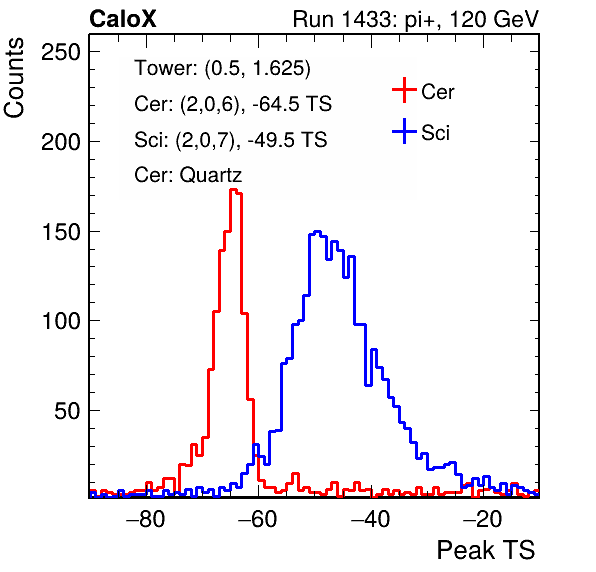 CaloX Run 1433: pi+, 120 GeV
Counts
250
200
150
100
50
Tower: (0.5, 1.625)
Cer: (2,0,6), -64.5 TS
Sci: (2,0,7), -49.5 TS
Cer: Quartz
Cer
Sci
−80 −60 −40 −20
Peak TS